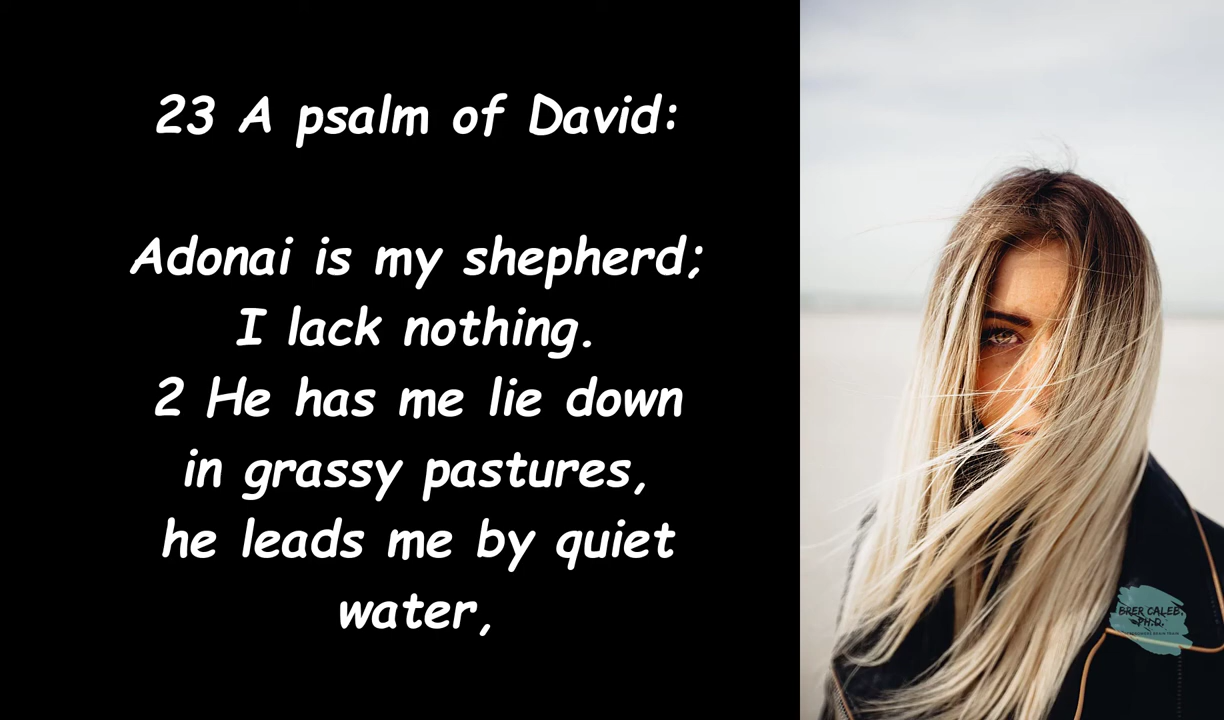 23 A psalm of David:
Adonai is my shepherd;
I lack nothing.
2 He has me lie down
in grassy pastures,
he leads me by quiet
water,
BRER CALEB,
PH.D.